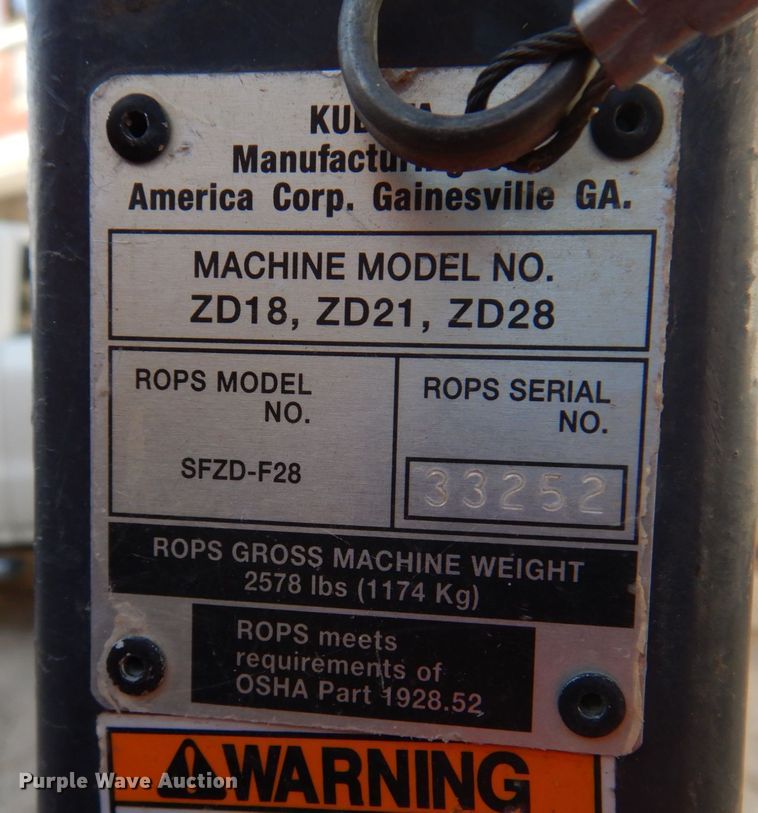 Manufacturing
America Corp. Gainesville GA.
MACHINE MODEL NO.
ZD18, ZD21, ZD28
ROPS MODEL
NO.
SFZD-F28
ROPS SERIAL
NO.
33252
ROPS GROSS MACHINE WEIGHT
2578 lbs (1174 Kg)
ROPS meets
requirements of
OSHA Part 1928.52
WARNING
Purple Wave Auction